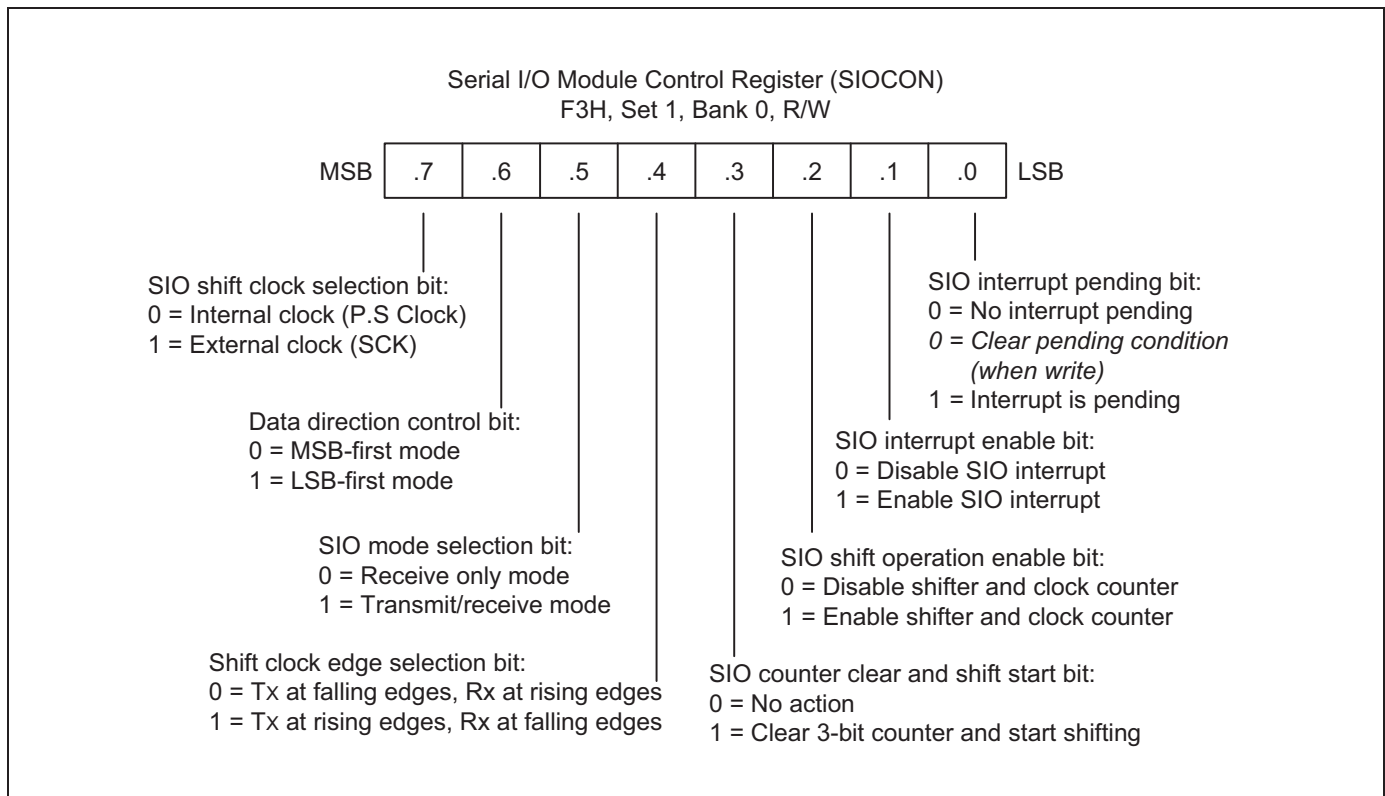 Serial I/O Module Control Register (SIOCON)
F3H, Set 1, Bank 0, R/W
MSB .7 .6 .5 .4 .3 .2 .1 .0 LSB
SIO shift clock selection bit:
0 = Internal clock (P.S Clock)
1 = External clock (SCK)
Data direction control bit:
0 = MSB-first mode
1 = LSB-first mode
SIO mode selection bit:
0 = Receive only mode
1 = Transmit/receive mode
Shift clock edge selection bit:
0 = Tx at falling edges, Rx at rising edges
1 = Tx at rising edges, Rx at falling edges
SIO interrupt pending bit:
0 = No interrupt pending
0 = Clear pending condition
(when write)
1 = Interrupt is pending
SIO interrupt enable bit:
0 = Disable SIO interrupt
1 = Enable SIO interrupt
SIO shift operation enable bit:
0 = Disable shifter and clock counter
1 = Enable shifter and clock counter
SIO counter clear and shift start bit:
0 = No action
1 = Clear 3-bit counter and start shifting